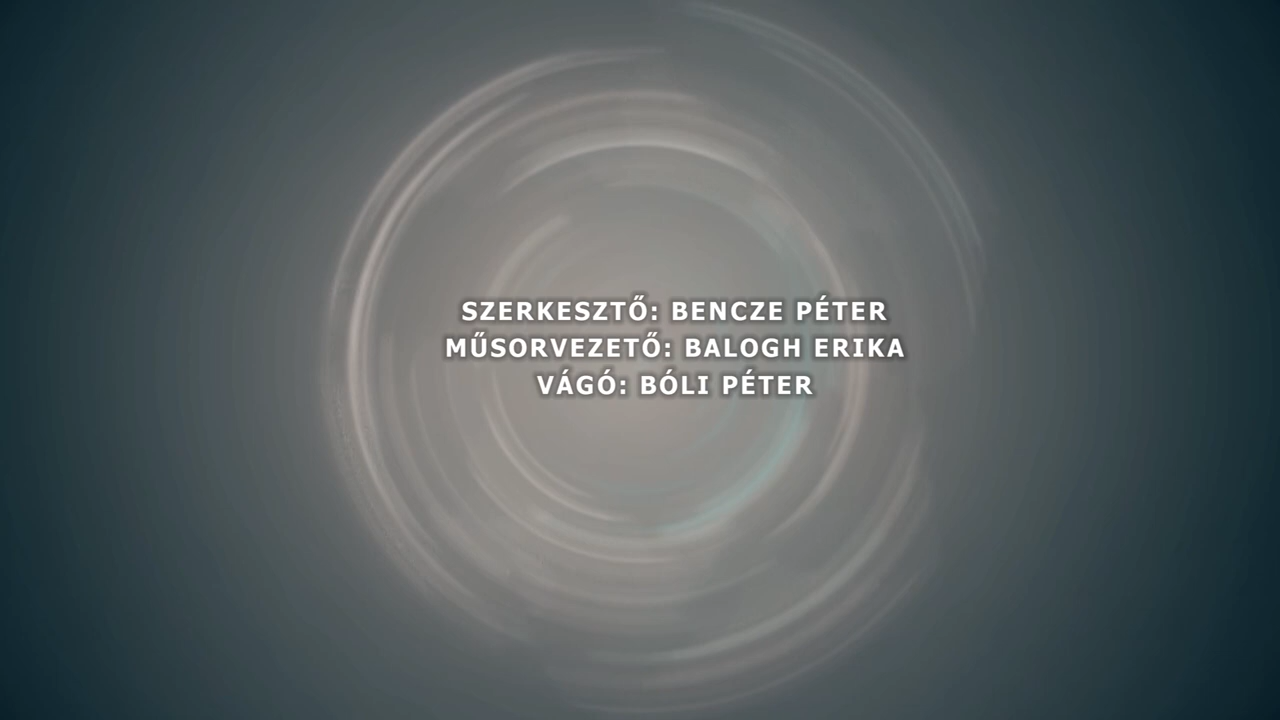 SZERKESZTŐ: BENCZE PÉTER
MŰSORVEZETŐ: BALOGH ERIKA
VÁGÓ: BÓLI PÉTER